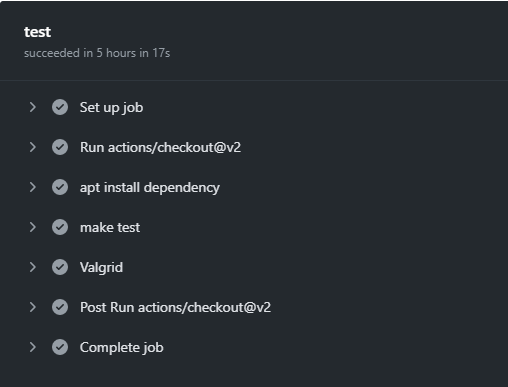 test
succeeded in 5 hours in 17s
Set up job
Run actions/checkout@v2
apt install dependency
make test
Valgrid
Post Run actions/checkout@v2
Complete job